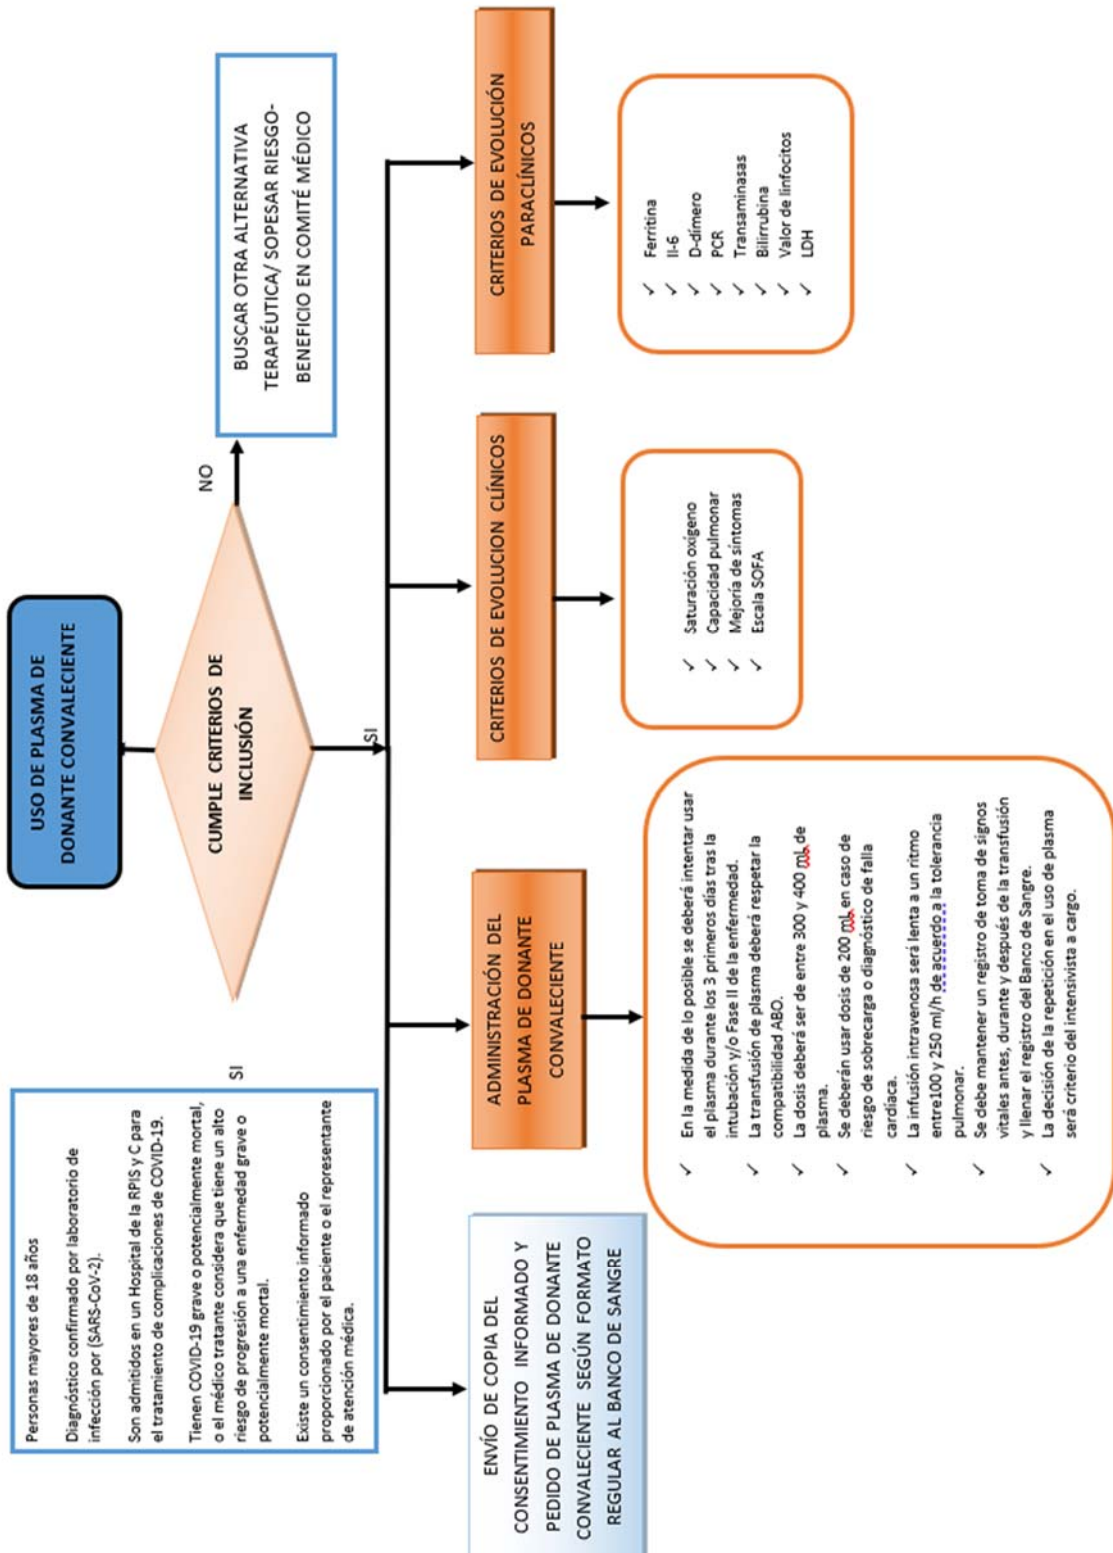 USO DE PLASMA DE
DONANTE CONVALECIENTE
Personas mayores de 18 años
Diagnóstico confirmado por laboratorio de
infección por (SARS-CoV-2).
Son admitidos en un Hospital de la RPIS y C para
el tratamiento de complicaciones de COVID-19.
Tienen COVID-19 grave o potencialmente mortal,
o el médico tratante considera que tiene un alto
riesgo de progresión a una enfermedad grave o
potencialmente mortal.
Existe un consentimiento informado
proporcionado por el paciente o el representante
de atención médica.
SI
CUMPLE CRITERIOS DE
INCLUSIÓN
NO
BUSCAR OTRA ALTERNATIVA
TERAPÉUTICA/ SOPESAR RIESGO-
BENEFICIO EN COMITÉ MÉDICO
SI
ENVÍO DE COPIA DEL
CONSENTIMIENTO INFORMADO Y
PEDIDO DE PLASMA DE DONANTE
CONVALECIENTE SEGÚN FORMATO
REGULAR AL BANCO DE SANGRE
ADMINISTRACIÓN DEL
PLASMA DE DONANTE
CONVALECIENTE
✓ En la medida de lo posible se deberá intentar usar
el plasma durante los 3 primeros días tras la
intubación y/o Fase II de la enfermedad.
✓ La transfusión de plasma deberá respetar la
compatibilidad ABO.
✓ La dosis deberá ser de entre 300 y 400 mL de
plasma.
✓ Se deberán usar dosis de 200 mL en caso de
riesgo de sobrecarga o diagnóstico de falla
cardíaca.
✓ La infusión intravenosa será lenta a un ritmo
entre100 y 250 ml/h de acuerdo a la tolerancia
pulmonar.
✓ Se debe mantener un registro de toma de signos
vitales antes, durante y después de la transfusión
y llenar el registro del Banco de Sangre.
✓ La decisión de la repetición en el uso de plasma
será criterio del intensivista a cargo.
CRITERIOS DE EVOLUCION CLÍNICOS
✓ Saturación oxígeno
✓ Capacidad pulmonar
✓ Mejoría de síntomas
✓ Escala SOFA
CRITERIOS DE EVOLUCIÓN
PARACLÍNICOS
✓ Ferritina
✓ Il-6
✓ D-dímero
✓ PCR
✓ Transaminasas
✓ Bilirrubina
✓ Valor de linfocitos
✓ LDH